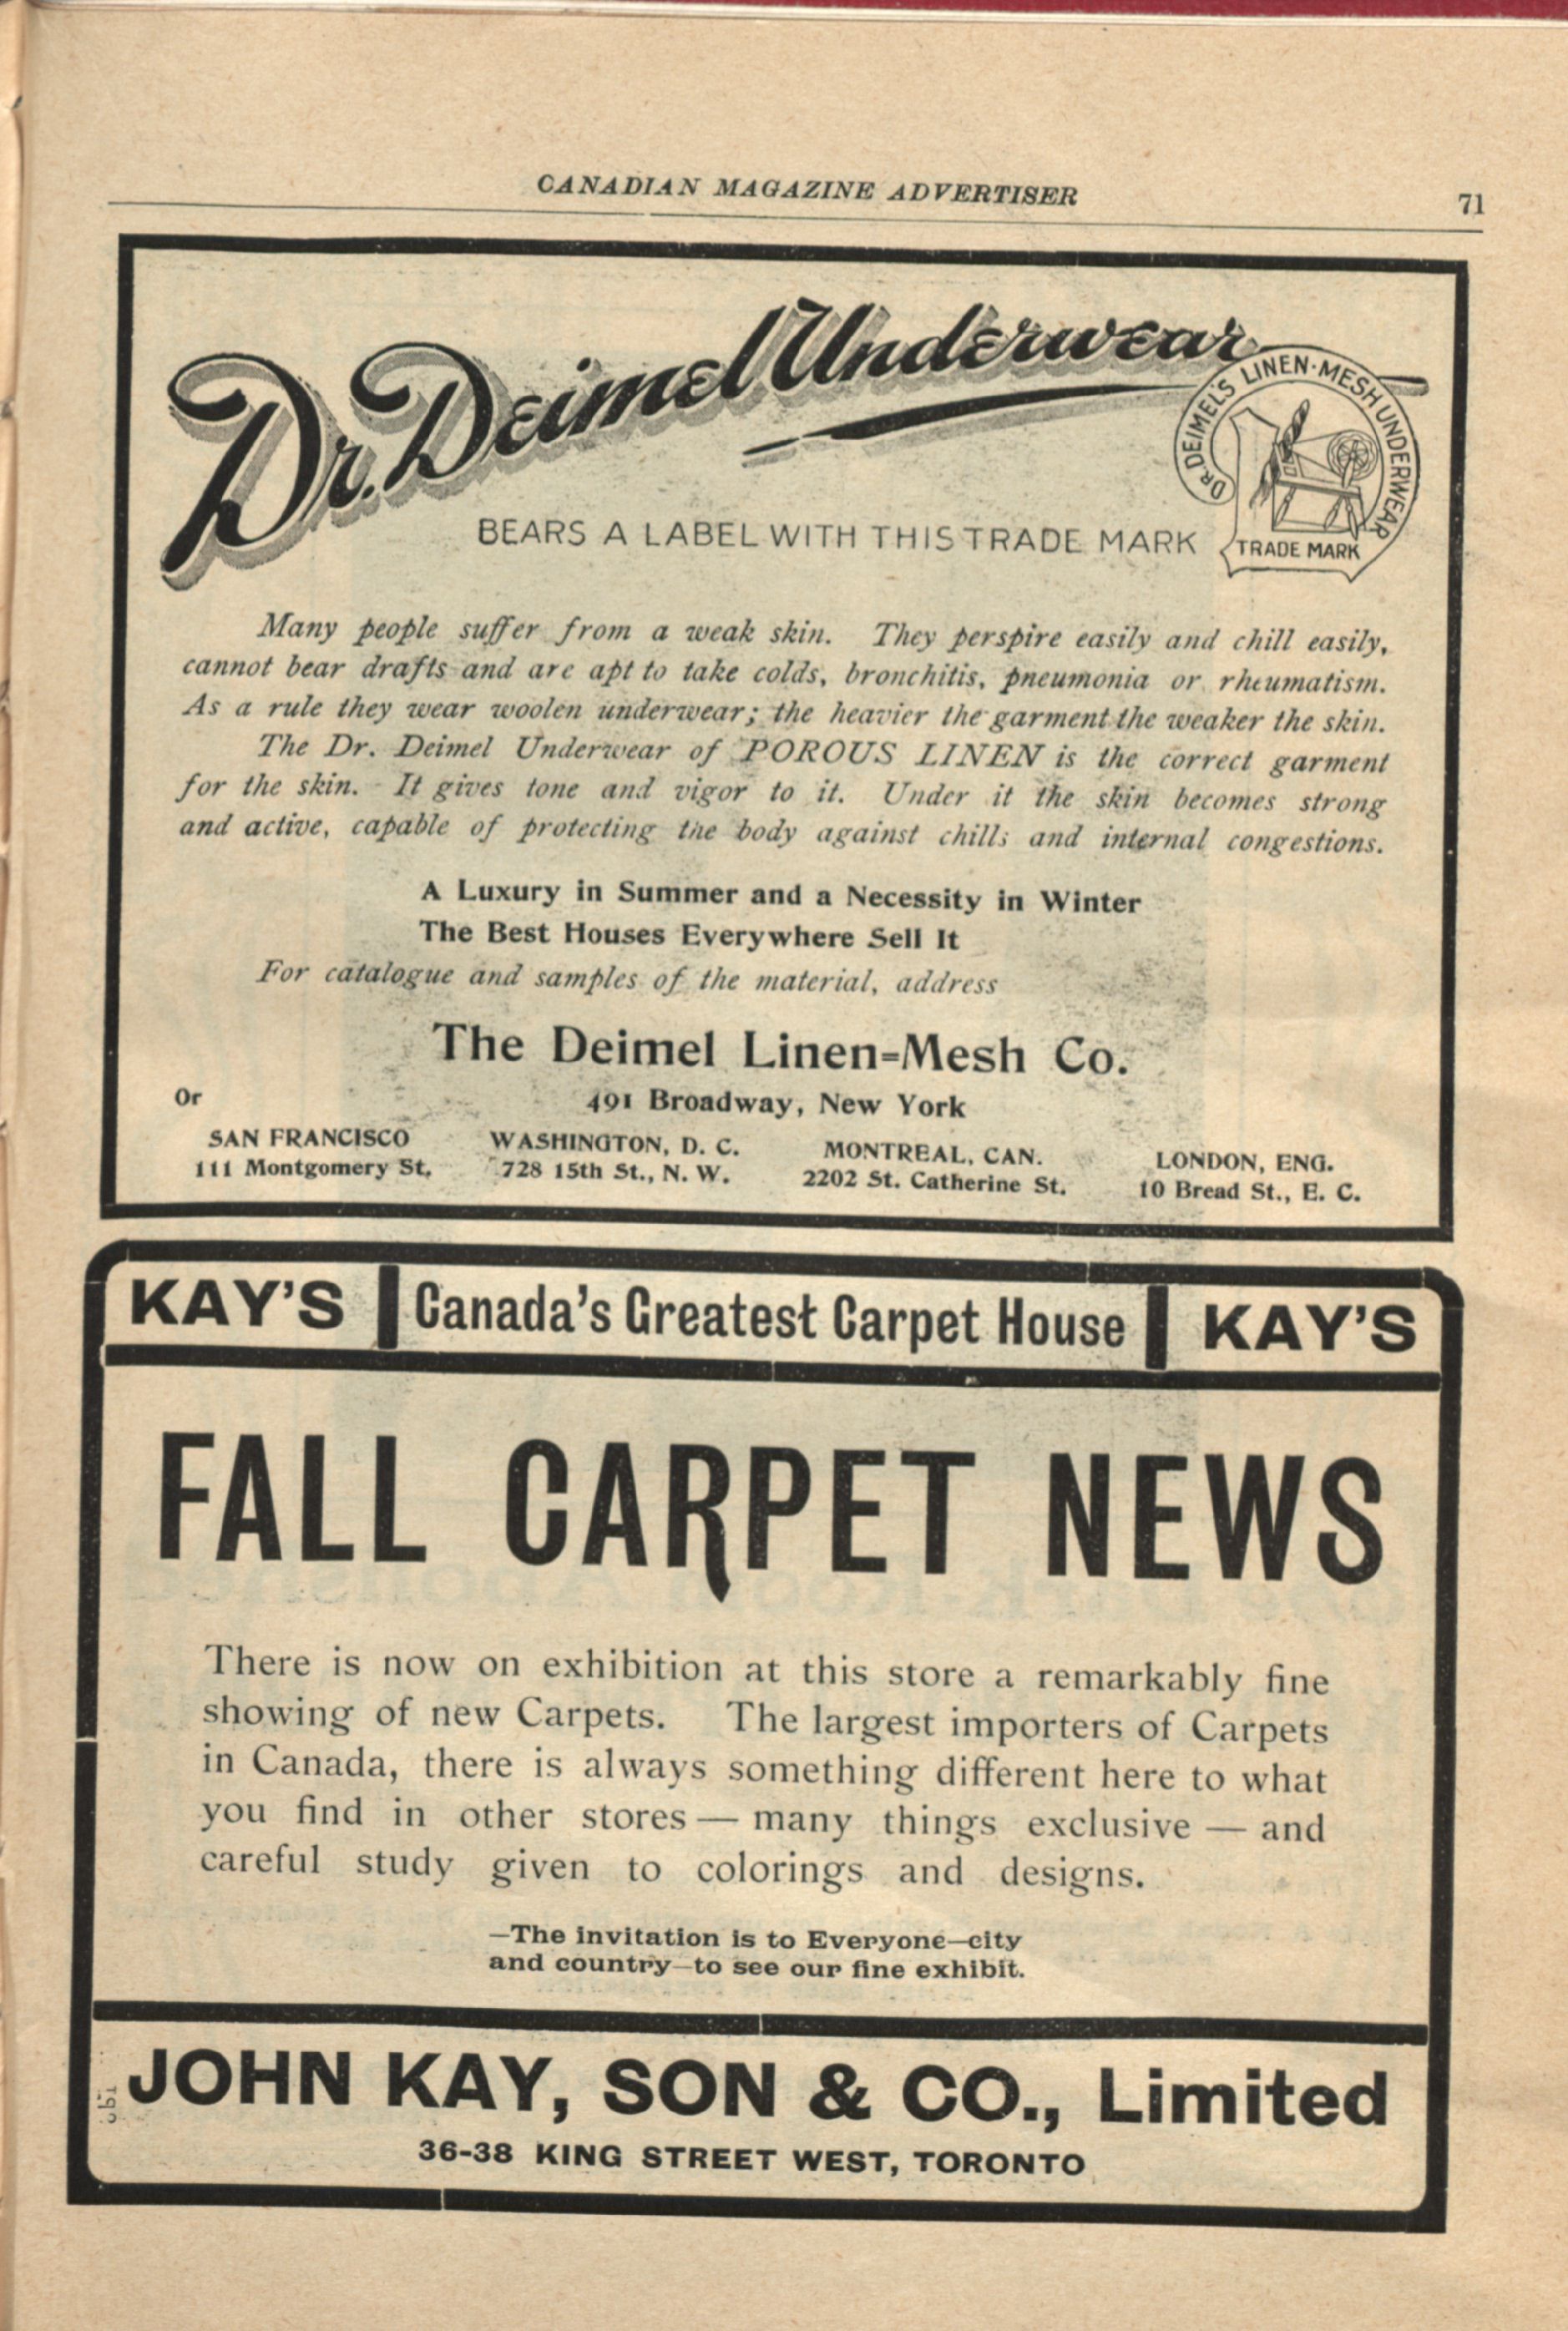 CANADIAN MAGAZINE ADVERTISER
71
Dr. Deimel Underwear
DR. DEIMEL'S LINEN-MESH UNDERWEAR
TRADE MARK
BEARS A LABEL WITH THIS TRADE MARK
Many people suffer from a weak skin. They perspire easily and chill easily,
cannot bear drafts and are apt to take colds, bronchitis, pneumonia or rheumatism.
As a rule they wear woolen underwear; the heavier the garment the weaker the skin.
The Dr. Deimel Underwear of POROUS LINEN is the correct garment
for the skin. It gives tone and vigor to it. Under it the skin becomes strong
and active, capable of protecting the body against chills and internal congestions.
A Luxury in Summer and a Necessity in Winter
The Best Houses Everywhere Sell It
For catalogue and samples of the material, address
The Deimel Linen-Mesh Co.
Or
491 Broadway, New York
SAN FRANCISCO
111 Montgomery St.
WASHINGTON, D. C.
728 15th St., N. W.
MONTREAL, CAN.
2202 St. Catherine St.
LONDON, ENG.
10 Bread St., E. C.
KAY'S
Canada's Greatest Carpet House
KAY'S
FALL CARPET NEWS
There is now on exhibition at this store a remarkably fine
showing of new Carpets. The largest importers of Carpets
in Canada, there is always something different here to what
you find in other stores — many things exclusive — and
careful study given to colorings and designs.
—The invitation is to Everyone—city
and country—to see our fine exhibit.
JOHN KAY, SON & CO., Limited
36-38 KING STREET WEST, TORONTO